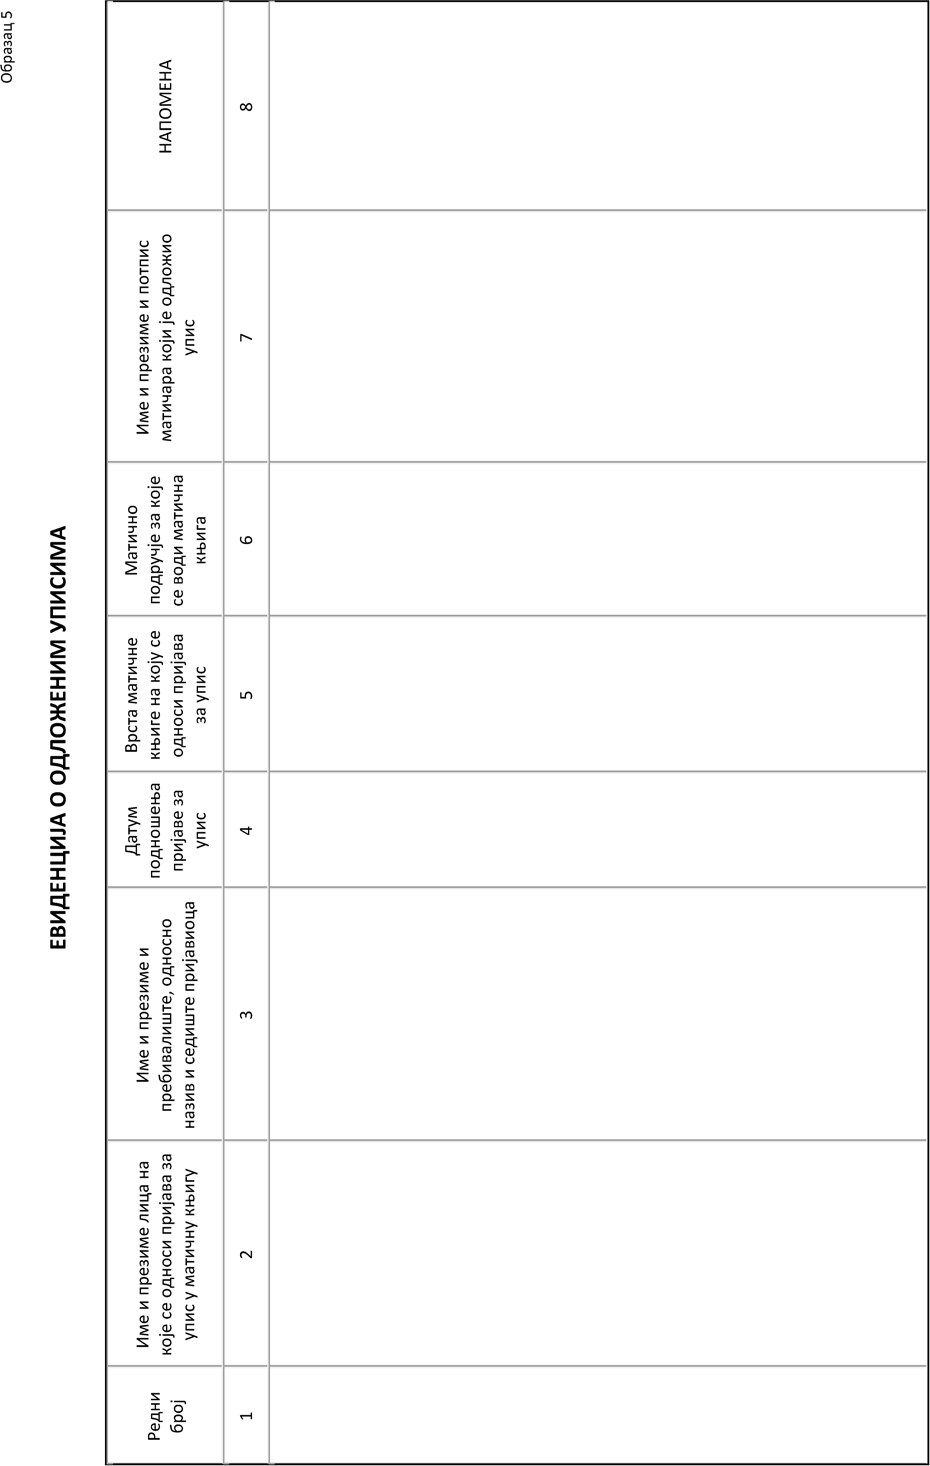 Образац 5
ЕВИДЕНЦИЈА О ОДЛОЖЕНИМ УПИСИМА
Редни
број
Име и презиме лица на
које се односи пријава за
упис у матичну књигу
Име и презиме и
пребивалиште, односно
назив и седиште пријавиоца
Датум
подношења
пријаве за
упис
Врста матичне
књиге на коју се
односи пријава
за упис
Матично
подручје за које
се води матична
књига
Име и презиме и потпис
матичара који је одложио
упис
НАПОМЕНА
1
2
3
4
5
6
7
8